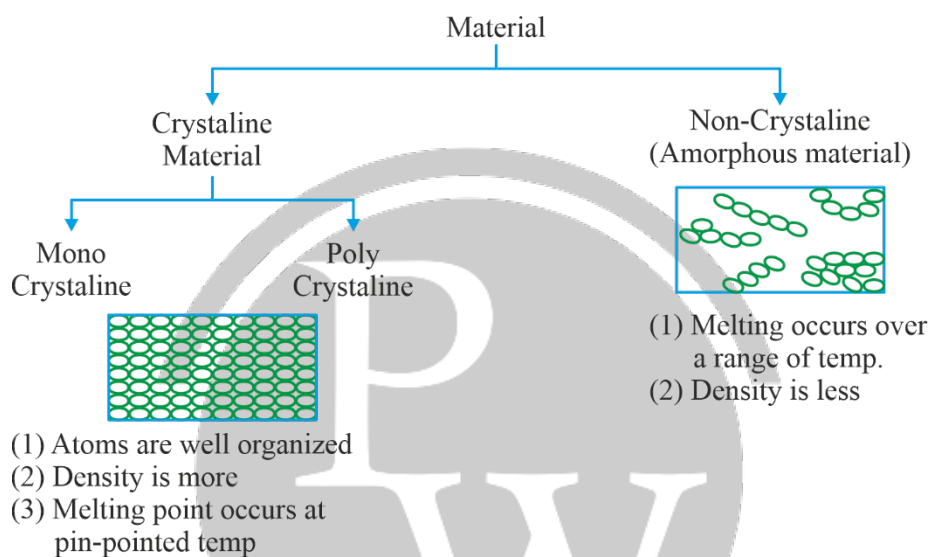 Material
Crystaline
Material
Non-Crystaline
(Amorphous material)
Mono
Crystaline
Poly
Crystaline
(1) Atoms are well organized
(2) Density is more
(3) Melting point occurs at
pin-pointed temp
(1) Melting occurs over
a range of temp.
(2) Density is less
PW